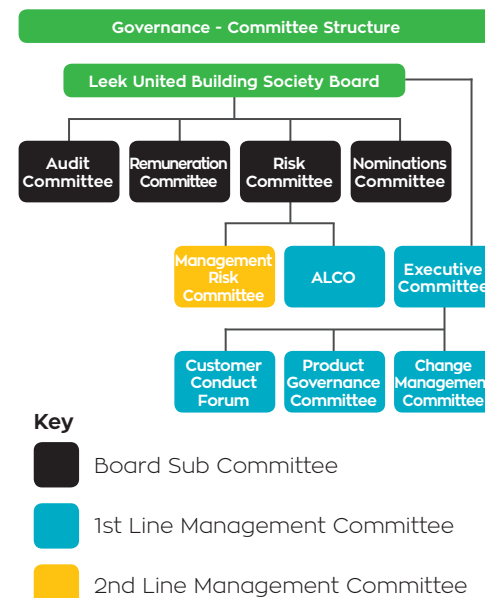 Governance - Committee Structure
Leek United Building Society Board
Audit
Committee
Remuneration
Committee
Risk
Committee
Nominations
Committee
Management
Risk
Committee
ALCO
Executive
Committee
Customer
Conduct
Forum
Product
Governance
Committee
Change
Managemen
Committee
Key
Board Sub Committee
1st Line Management Committee
2nd Line Management Committee